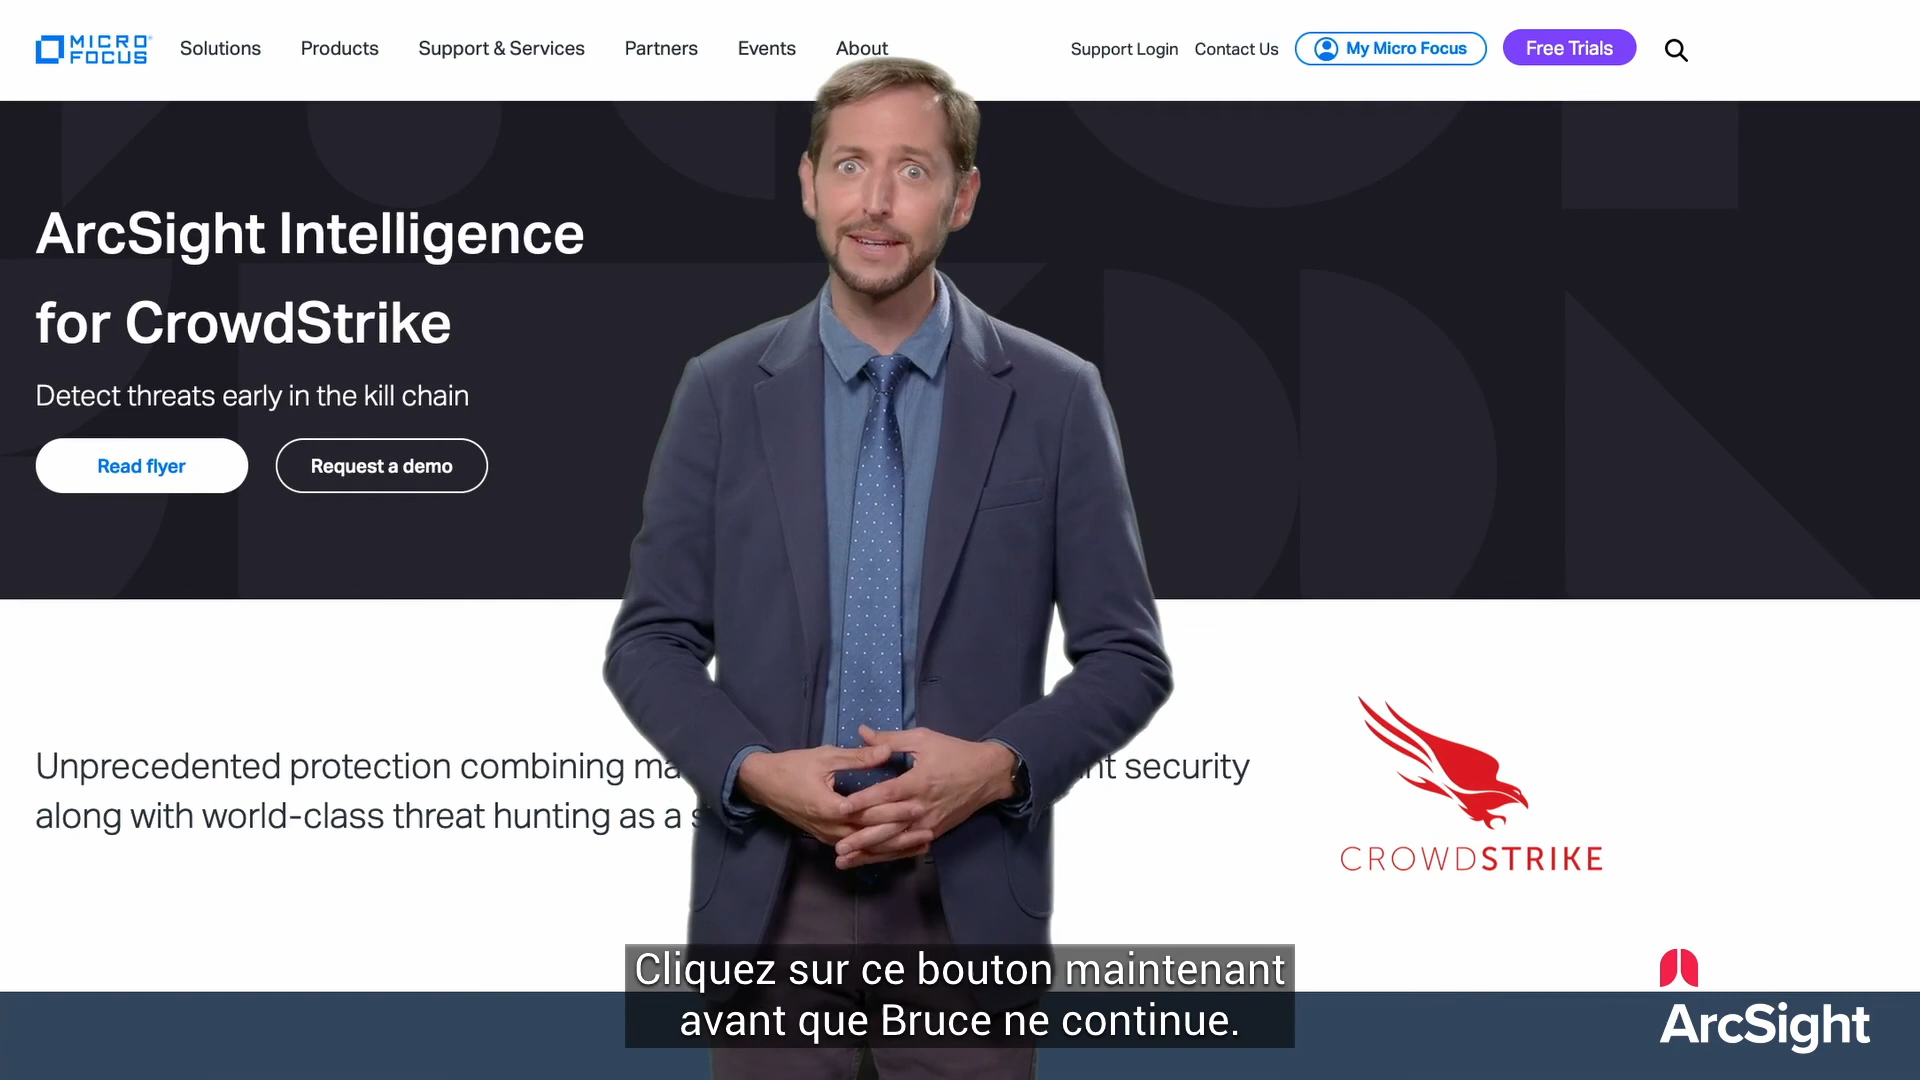 MICRO
FOCUS
Solutions
Products
Support & Services
Partners
Events
About
Support Login
Contact Us
My Micro Focus
Free Trials
ArcSight Intelligence
for CrowdStrike
Detect threats early in the kill chain
Read flyer
Request a demo
Unprecedented protection combining security
along with world-class threat hunting as a
CROWDSTRIKE
Cliquez sur ce bouton maintenant
avant que Bruce ne continue.
ArcSight